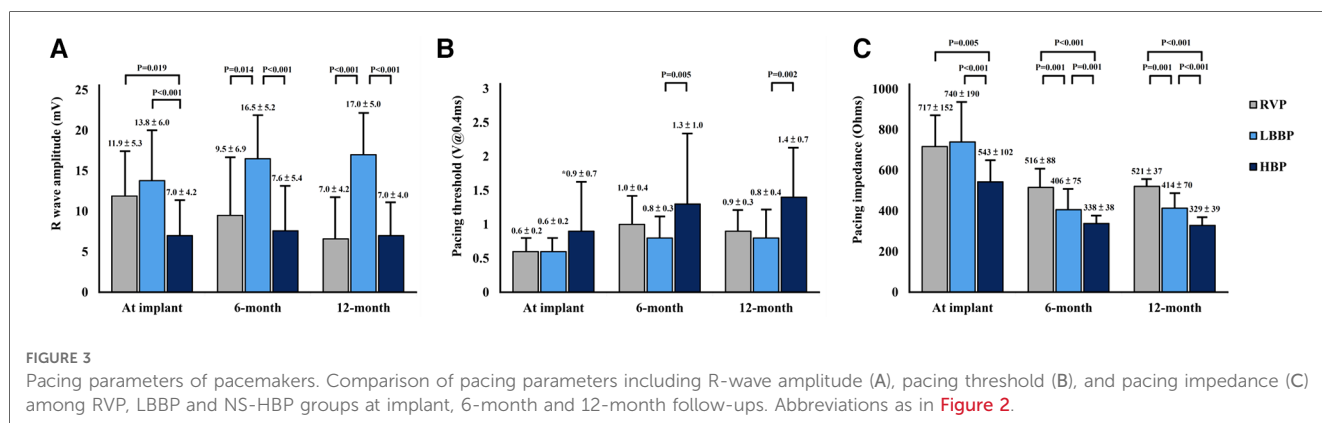 A
P=0.019
P<0.001
P=0.014
P<0.001
P<0.001
P<0.001
R wave amplitude (mV)
25
20
15
10
5
0
11.9 ± 5.3
13.8 ± 6.0
7.0 ± 4.2
9.5 ± 6.9
16.5 ± 5.2
7.6 ± 5.4
7.0 ± 4.2
17.0 ± 5.0
7.0 ± 4.0
At implant
6-month
12-month
B
P=0.005
P=0.002
Pacing threshold (V@0.4ms)
3
2.5
2
1.5
1
0.5
0
0.6 ± 0.2
0.6 ± 0.2
*0.9 ± 0.7
1.0 ± 0.4
0.8 ± 0.3
1.3 ± 1.0
0.9 ± 0.3
0.8 ± 0.4
1.4 ± 0.7
At implant
6-month
12-month
C
P=0.005
P<0.001
P<0.001
P=0.001
P=0.001
P<0.001
P=0.001
P<0.001
Pacing impedance (Ohms)
1000
800
600
400
200
0
717 ± 152
740 ± 190
543 ± 102
516 ± 88
406 ± 75
338 ± 38
521 ± 37
414 ± 70
329 ± 39
At implant
6-month
12-month
RVP
LBBP
HBP
FIGURE 3
Pacing parameters of pacemakers. Comparison of pacing parameters including R-wave amplitude (A), pacing threshold (B), and pacing impedance (C)
among RVP, LBBP and NS-HBP groups at implant, 6-month and 12-month follow-ups. Abbreviations as in Figure 2.